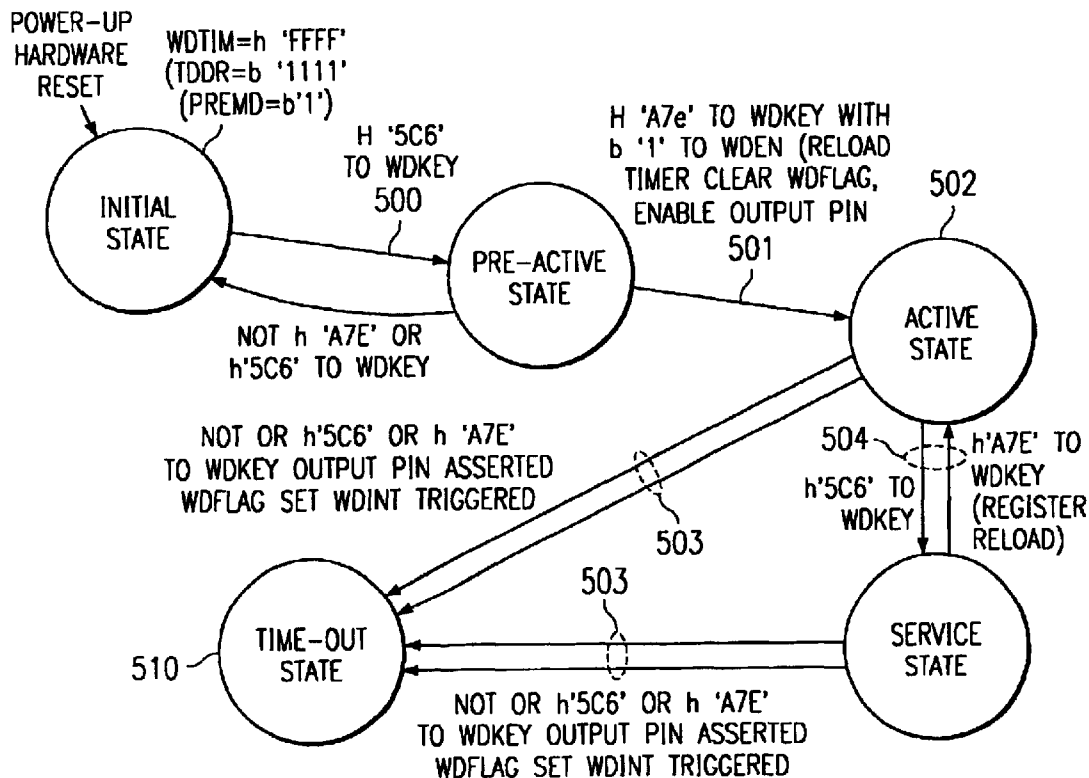 POWER-UP
HARDWARE
RESET
WDTIM=h 'FFFF'
(TDDR=b '1111'
(PREMD=b'1')
H '5C6'
TO WDKEY
500
H 'A7e' TO WDKEY WITH
b '1' TO WDEN (RELOAD
TIMER CLEAR WDFLAG,
ENABLE OUTPUT PIN
501
502
INITIAL
STATE
PRE-ACTIVE
STATE
ACTIVE
STATE
NOT h 'A7E' OR
h'5C6' TO WDKEY
NOT OR h'5C6' OR h 'A7E'
TO WDKEY OUTPUT PIN ASSERTED
WDFLAG SET WDINT TRIGGERED
503
504
h'5C6' TO
WDKEY
h'A7E' TO
WDKEY
(REGISTER
RELOAD)
503
TIME-OUT
STATE
510
SERVICE
STATE
NOT OR h'5C6' OR h 'A7E'
TO WDKEY OUTPUT PIN ASSERTED
WDFLAG SET WDINT TRIGGERED